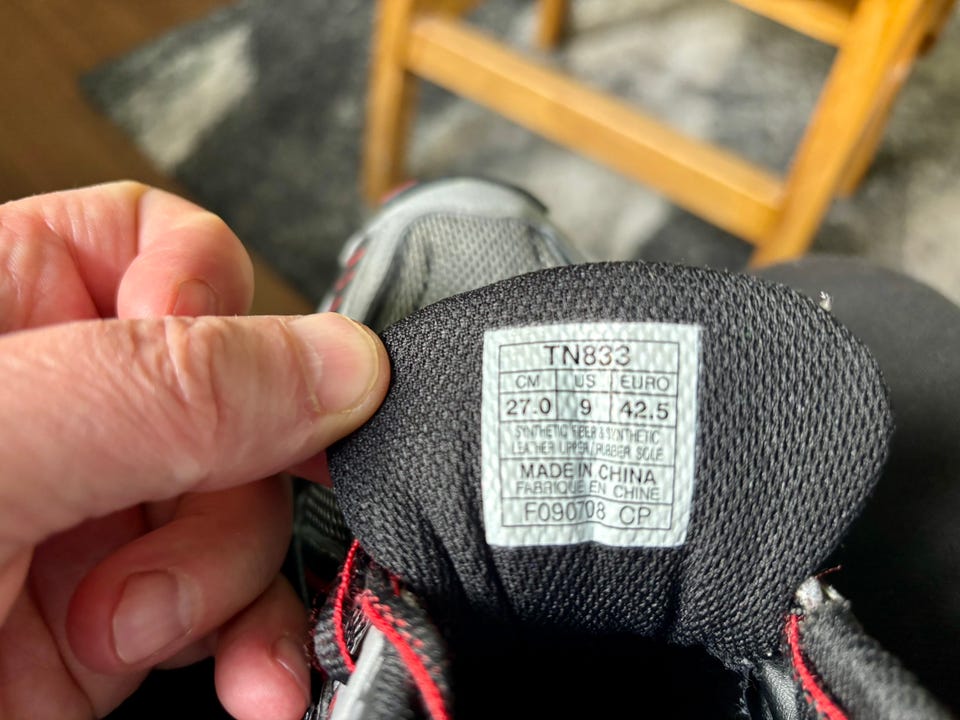 TN833
CM US EURO
27.0 9 42.5
SYNTHETIC FIBER & SYNTHETIC
LEATHER UPPER/RUBBER SOLE
MADE IN CHINA
FABRIQUE EN CHINE
F090708 CP